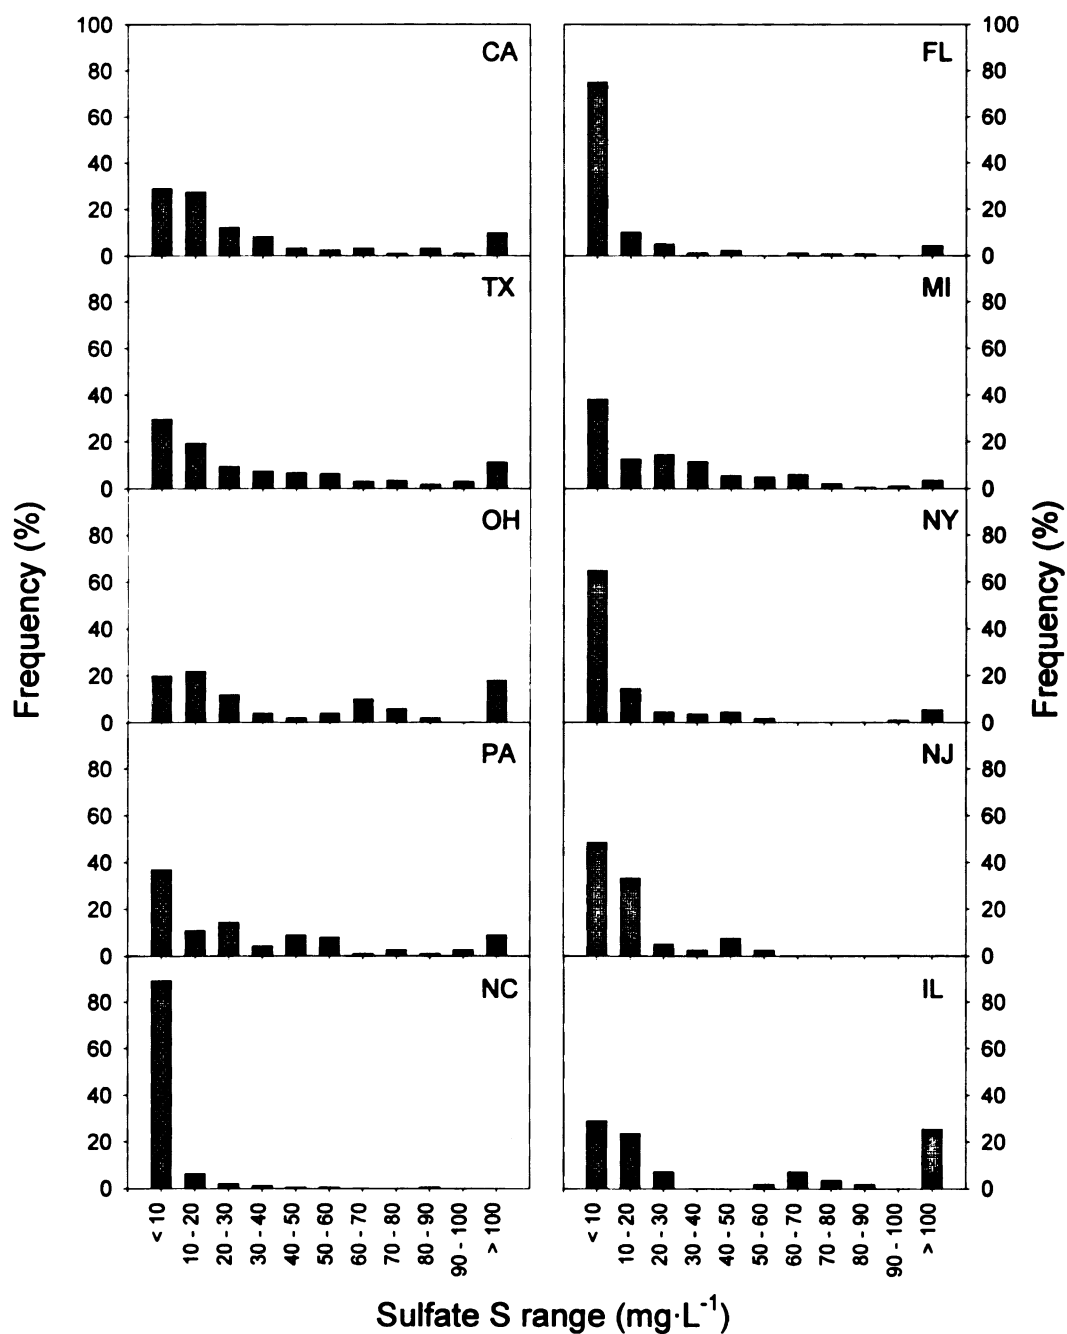 100
80
60
40
20
0
CA
FL
100
80
60
40
20
0
80
60
40
20
0
TX
MI
80
60
40
20
0
80
60
40
20
0
OH
NY
80
60
40
20
0
80
60
40
20
0
PA
NJ
80
60
40
20
0
80
60
40
20
0
NC
IL
80
60
40
20
0
Frequency (%)
Frequency (%)
< 10
10 - 20
20 - 30
30 - 40
40 - 50
50 - 60
60 - 70
70 - 80
80 - 90
90 - 100
> 100
< 10
10 - 20
20 - 30
30 - 40
40 - 50
50 - 60
60 - 70
70 - 80
80 - 90
90 - 100
> 100
Sulfate S range (mg·L⁻¹)